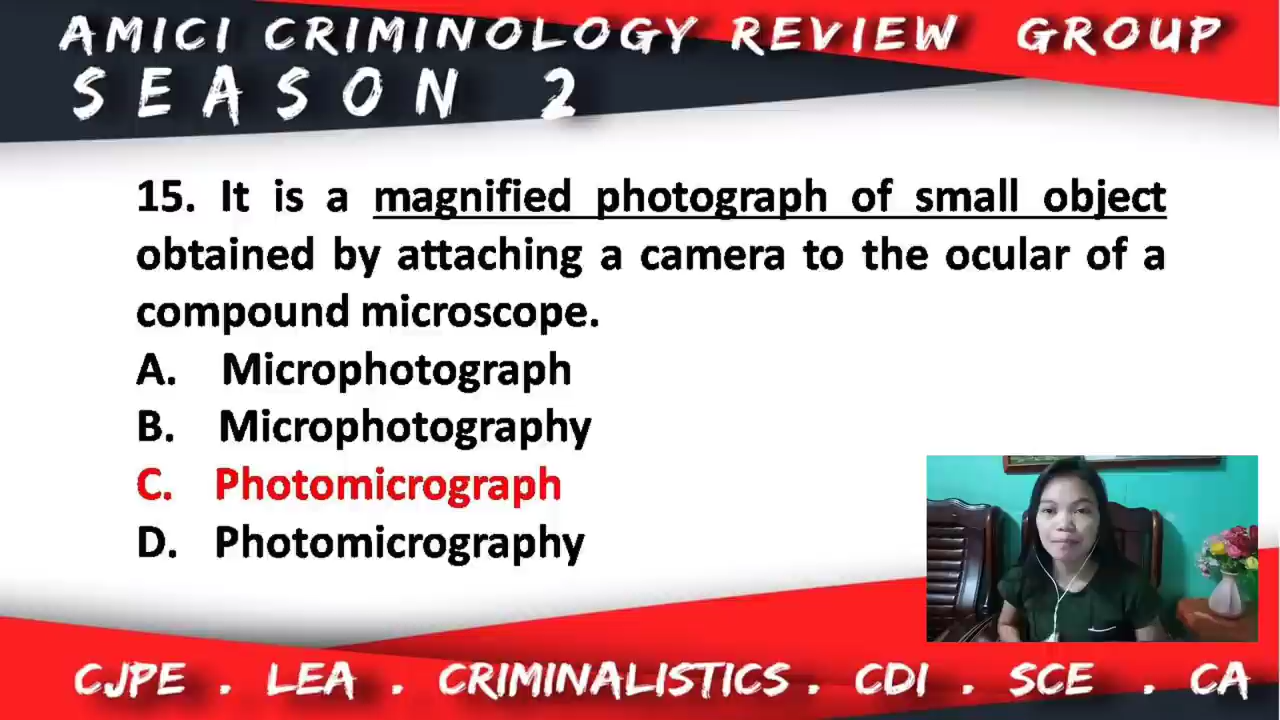 AMICI CRIMINOLOGY REVIEW GROUP
SEASON 2
15. It is a magnified photograph of small object
obtained by attaching a camera to the ocular of a
compound microscope.
A. Microphotograph
B. Microphotography
C. Photomicrograph
D. Photomicrography
CJPE . LEA . CRIMINALISTICS . CDI . SCE . CA